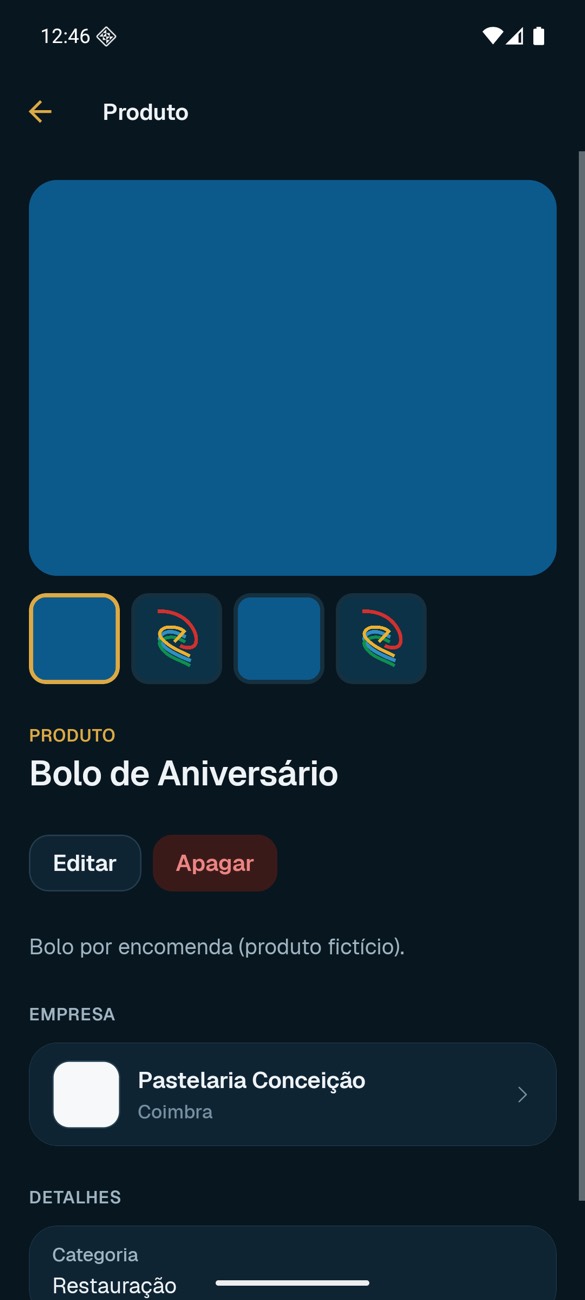 12:46
Produto
PRODUTO
Bolo de Aniversário
Editar
Apagar
Bolo por encomenda (produto fictício).
EMPRESA
Pastelaria Conceição
Coimbra
DETALHES
Categoria
Restauração